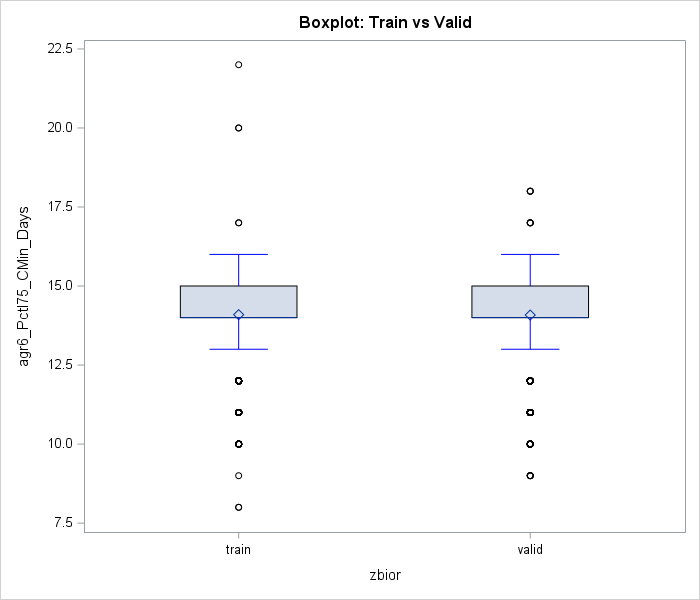 Boxplot: Train vs Valid
22.5
20.0
17.5
15.0
12.5
10.0
7.5
agr6_Pctl75_CMin_Days
train
valid
zbior